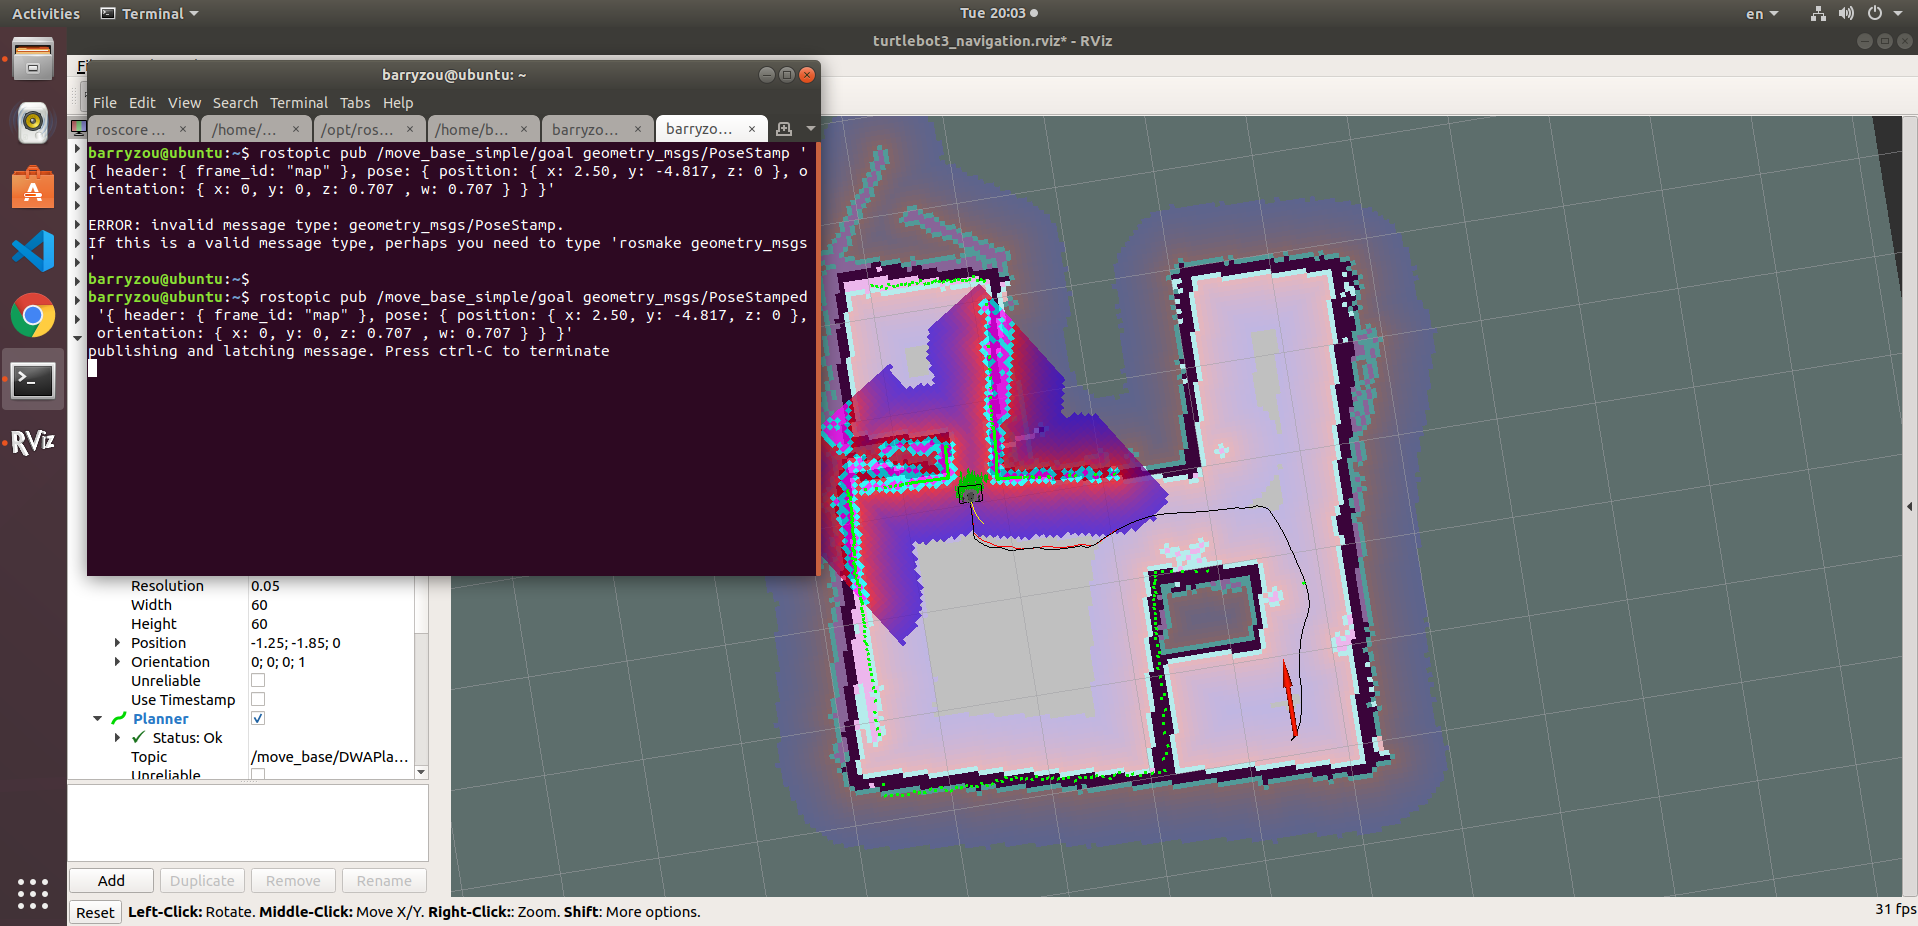 Activities
Terminal
Tue 20:03
en
turtlebot3_navigation.rviz* - RViz
barryzou@ubuntu: ~
File Edit View Search Terminal Tabs Help
roscore ... × /home/... × /opt/ros... × /home/b... × barryzo... × barryzo... ×
barryzou@ubuntu:~$ rostopic pub /move_base_simple/goal geometry_msgs/PoseStamp '
{ header: { frame_id: "map" }, pose: { position: { x: 2.50, y: -4.817, z: 0 }, o
rientation: { x: 0, y: 0, z: 0.707 , w: 0.707 } } }'
ERROR: invalid message type: geometry_msgs/PoseStamp.
If this is a valid message type, perhaps you need to type 'rosmake geometry_msgs
'
barryzou@ubuntu:~$
barryzou@ubuntu:~$ rostopic pub /move_base_simple/goal geometry_msgs/PoseStamped
'{ header: { frame_id: "map" }, pose: { position: { x: 2.50, y: -4.817, z: 0 },
orientation: { x: 0, y: 0, z: 0.707 , w: 0.707 } } }'
publishing and latching message. Press ctrl-C to terminate
RViz
Resolution 0.05
Width 60
Height 60
Position -1.25; -1.85; 0
Orientation 0; 0; 0; 1
Unreliable
Use Timestamp
Planner
Status: Ok
Topic /move_base/DWAPla...
Unreliable
Add Duplicate Remove Rename
Reset Left-Click: Rotate. Middle-Click: Move X/Y. Right-Click:: Zoom. Shift: More options.
31 fps